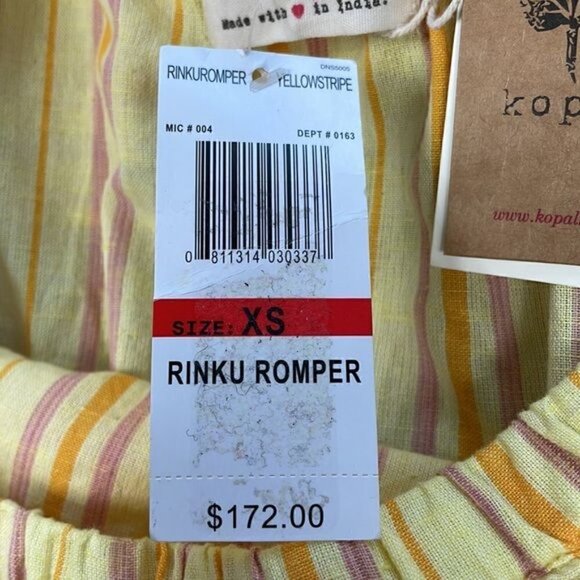 Made with in India.
DNS5005
RINKUROMPER YELLOWSTRIPE
MIC # 004 DEPT # 0163
0 811314 030337
SIZE: XS
RINKU ROMPER
$172.00
kop
www.kopal